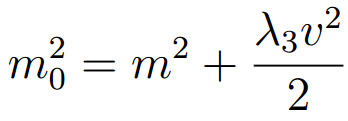 m_0^2 = m^2 + \frac{\lambda_3 v^2}{2}